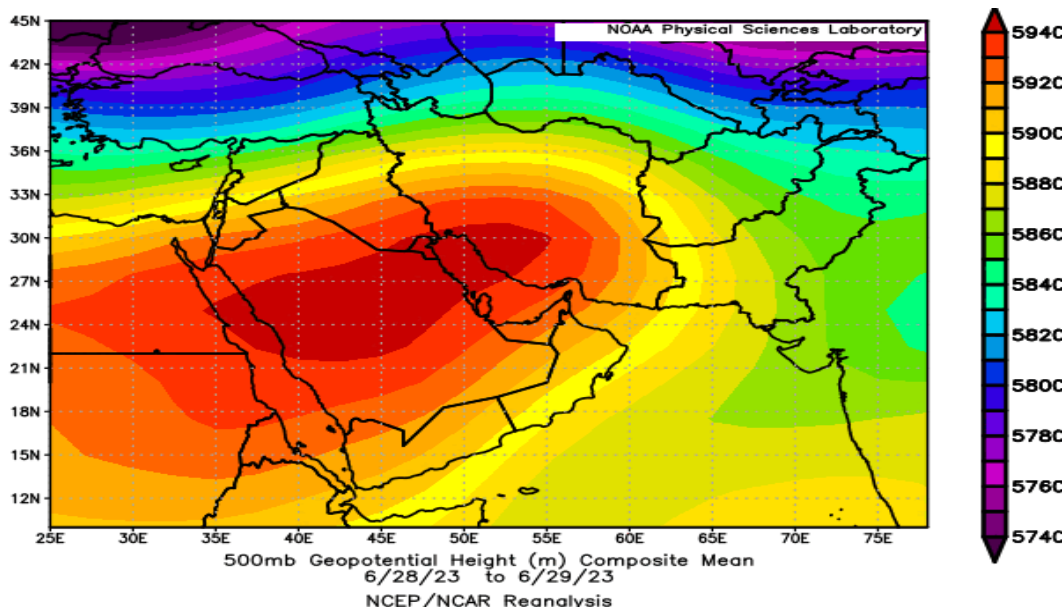 NOAA Physical Sciences Laboratory
45N
42N
39N
36N
33N
30N
27N
24N
21N
18N
15N
12N
25E 30E 35E 40E 45E 50E 55E 60E 65E 70E 75E
5940
5920
5900
5880
5860
5840
5820
5800
5780
5760
5740
500mb Geopotential Height (m) Composite Mean
6/28/23 to 6/29/23
NCEP/NCAR Reanalysis